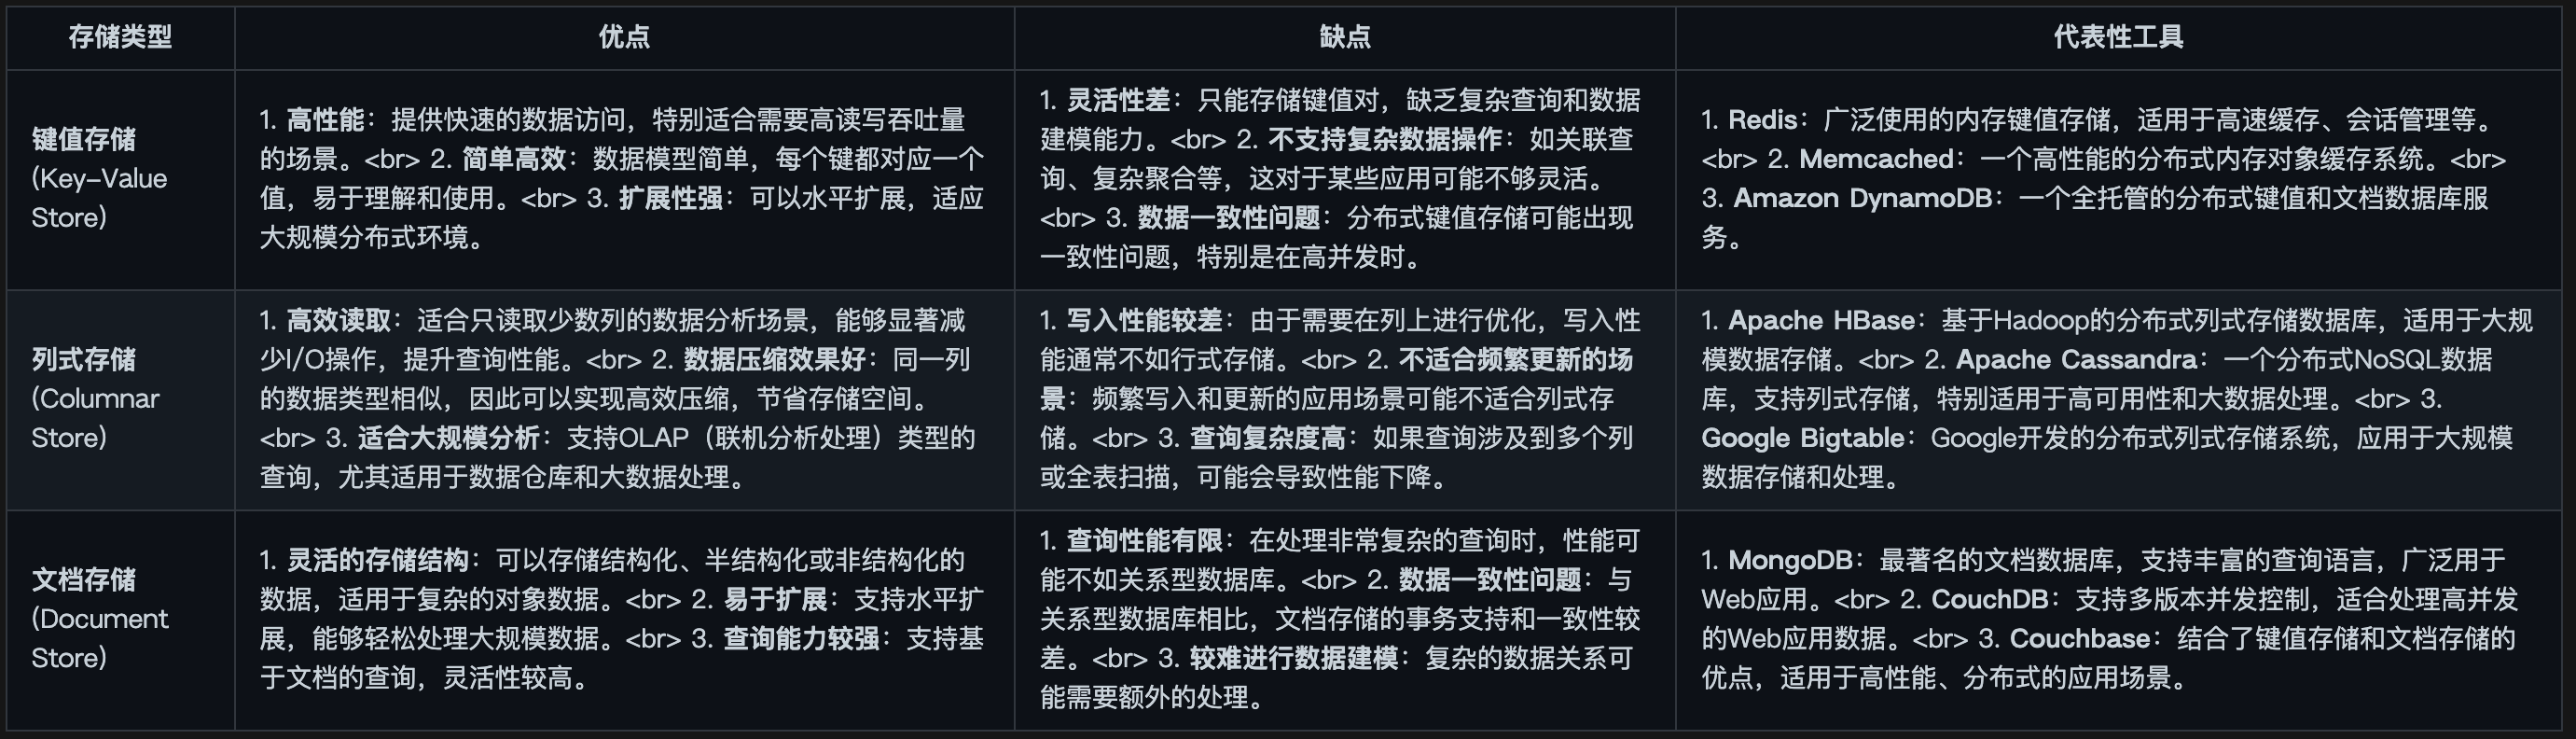 存储类型
优点
缺点
代表性工具
键值存储
(Key-Value
Store)
1. 高性能：提供快速的数据访问，特别适合需要高读写吞吐量
的场景。<br> 2. 简单高效：数据模型简单，每个键都对应一个
值，易于理解和使用。<br> 3. 扩展性强：可以水平扩展，适应
大规模分布式环境。
1. 灵活性差：只能存储键值对，缺乏复杂查询和数据
建模能力。<br> 2. 不支持复杂数据操作：如关联查
询、复杂聚合等，这对于某些应用可能不够灵活。
<br> 3. 数据一致性问题：分布式键值存储可能出现
一致性问题，特别是在高并发时。
1. Redis：广泛使用的内存键值存储，适用于高速缓存、会话管理等。
<br> 2. Memcached：一个高性能的分布式内存对象缓存系统。<br>
3. Amazon DynamoDB：一个全托管的分布式键值和文档数据库服
务。
列式存储
(Columnar
Store)
1. 高效读取：适合只读取少数列的数据分析场景，能够显著减
少I/O操作，提升查询性能。<br> 2. 数据压缩效果好：同一列
的数据类型相似，因此可以实现高效压缩，节省存储空间。
<br> 3. 适合大规模分析：支持OLAP（联机分析处理）类型的
查询，尤其适用于数据仓库和大数据处理。
1. 写入性能较差：由于需要在列上进行优化，写入性
能通常不如行式存储。<br> 2. 不适合频繁更新的场
景：频繁写入和更新的应用场景可能不适合列式存
储。<br> 3. 查询复杂度高：如果查询涉及到多个列
或全表扫描，可能会导致性能下降。
1. Apache HBase：基于Hadoop的分布式列式存储数据库，适用于大规
模数据存储。<br> 2. Apache Cassandra：一个分布式NoSQL数据
库，支持列式存储，特别适用于高可用性和大数据处理。<br> 3.
Google Bigtable：Google开发的分布式列式存储系统，应用于大规模
数据存储和处理。
文档存储
(Document
Store)
1. 灵活的存储结构：可以存储结构化、半结构化或非结构化的
数据，适用于复杂的对象数据。<br> 2. 易于扩展：支持水平扩
展，能够轻松处理大规模数据。<br> 3. 查询能力较强：支持基
于文档的查询，灵活性较高。
1. 查询性能有限：在处理非常复杂的查询时，性能可
能不如关系型数据库。<br> 2. 数据一致性问题：与
关系型数据库相比，文档存储的事务支持和一致性较
差。<br> 3. 较难进行数据建模：复杂的数据关系可
能需要额外的处理。
1. MongoDB：最著名的文档数据库，支持丰富的查询语言，广泛用于
Web应用。<br> 2. CouchDB：支持多版本并发控制，适合处理高并发
的Web应用数据。<br> 3. Couchbase：结合了键值存储和文档存储的
优点，适用于高性能、分布式的应用场景。